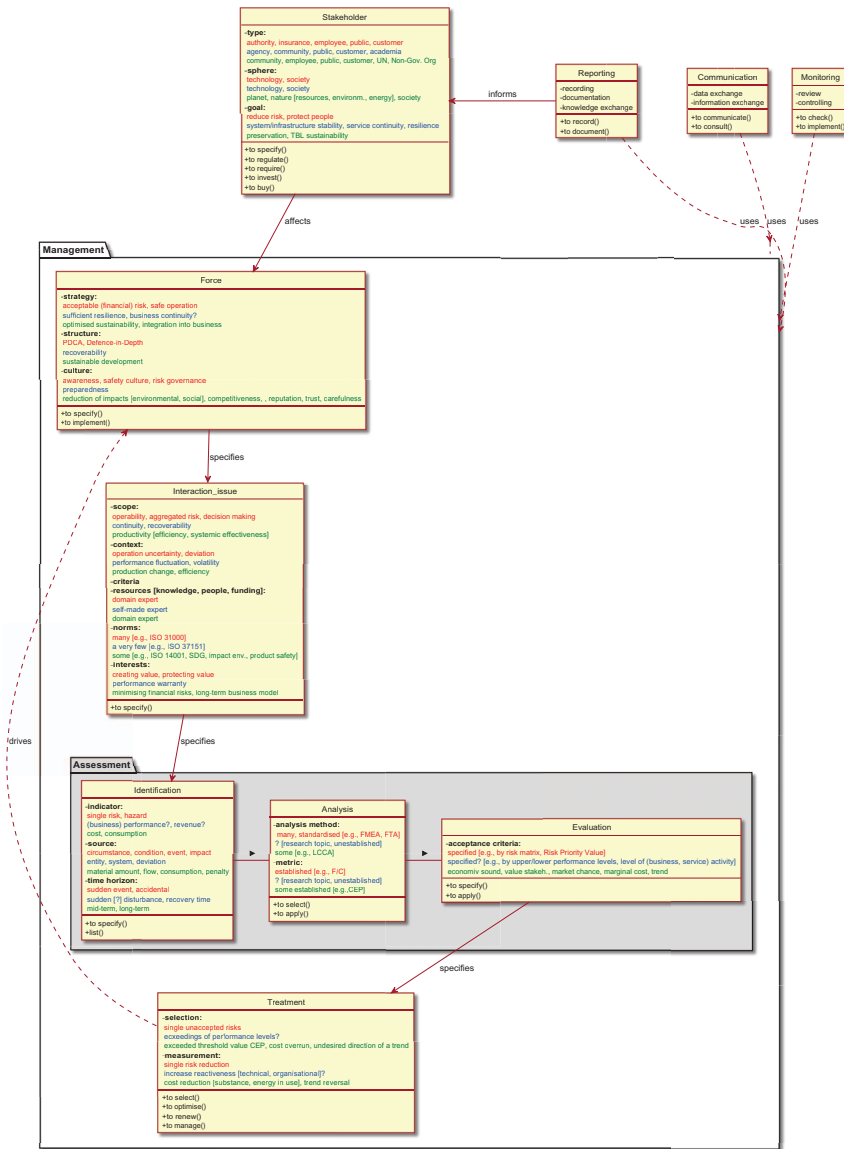 Stakeholder
-type:
authority, insurance, employee, public, customer
agency, community, public, customer, academia
community, employee, public, customer, UN, Non-Gov. Org
-sphere:
technology, society
technology, society
planet, nature [resources, environm., energy], society
-goal:
reduce risk, protect people
system/infrastructure stability, service continuity, resilience
preservation, TBL sustainability
+to specify()
+to regulate()
+to require()
+to invest()
+to buy()
informs
Reporting
-recording
-documentation
-knowledge exchange
+to record()
+to document()
Communication
-data exchange
-information exchange
+to communicate()
+to consult()
Monitoring
-review
-controlling
+to check()
+to implement()
affects
uses
uses
uses
Management
Force
-strategy:
acceptable (financial) risk, safe operation
sufficient resilience, business continuity?
optimised sustainability, integration into business
-structure:
PDCA, Defence-in-Depth
recoverability
sustainable development
-culture:
awareness, safety culture, risk governance
preparedness
reduction of impacts [environmental, social], competitiveness, , reputation, trust, carefulness
+to specify()
+to implement()
specifies
Interaction_issue
-scope:
operability, aggregated risk, decision making
continuity, recoverability
productivity [efficiency, systemic effectiveness]
-context:
operation uncertainty, deviation
performance fluctuation, volatility
production change, efficiency
-criteria
-resources [knowledge, people, funding]:
domain expert
self-made expert
domain expert
-norms:
many [e.g., ISO 31000]
a very few [e.g., ISO 37151]
some [e.g., ISO 14001, SDG, impact env., product safety]
-interests:
creating value, protecting value
performance warranty
minimising financial risks, long-term business model
+to specify()
drives
specifies
Assessment
Identification
-indicator:
single risk, hazard
(business) performance?, revenue?
cost, consumption
-source:
circumstance, condition, event, impact
entity, system, deviation
material amount, flow, consumption, penalty
-time horizon:
sudden event, accidental
sudden [?] disturbance, recovery time
mid-term, long-term
+to specify()
+list()
Analysis
-analysis method:
many, standardised [e.g., FMEA, FTA]
? [research topic, unestablished]
some [e.g., LCCA]
-metric:
established [e.g., F/C]
? [research topic, unestablished]
some established [e.g.,CEP]
+to select()
+to apply()
Evaluation
-acceptance criteria:
specified [e.g., by risk matrix, Risk Priority Value]
specified? [e.g., by upper/lower performance levels, level of (business, service) activity]
economiv sound, value stakeh., market chance, marginal cost, trend
+to specify()
+to apply()
specifies
Treatment
-selection:
single unaccepted risks
ecxeedings of performance levels?
exceeded threshold value CEP, cost overrun, undesired direction of a trend
-measurement:
single risk reduction
increase reactiveness [technical, organisational]?
cost reduction [substance, energy in use], trend reversal
+to select()
+to optimise()
+to renew()
+to manage()